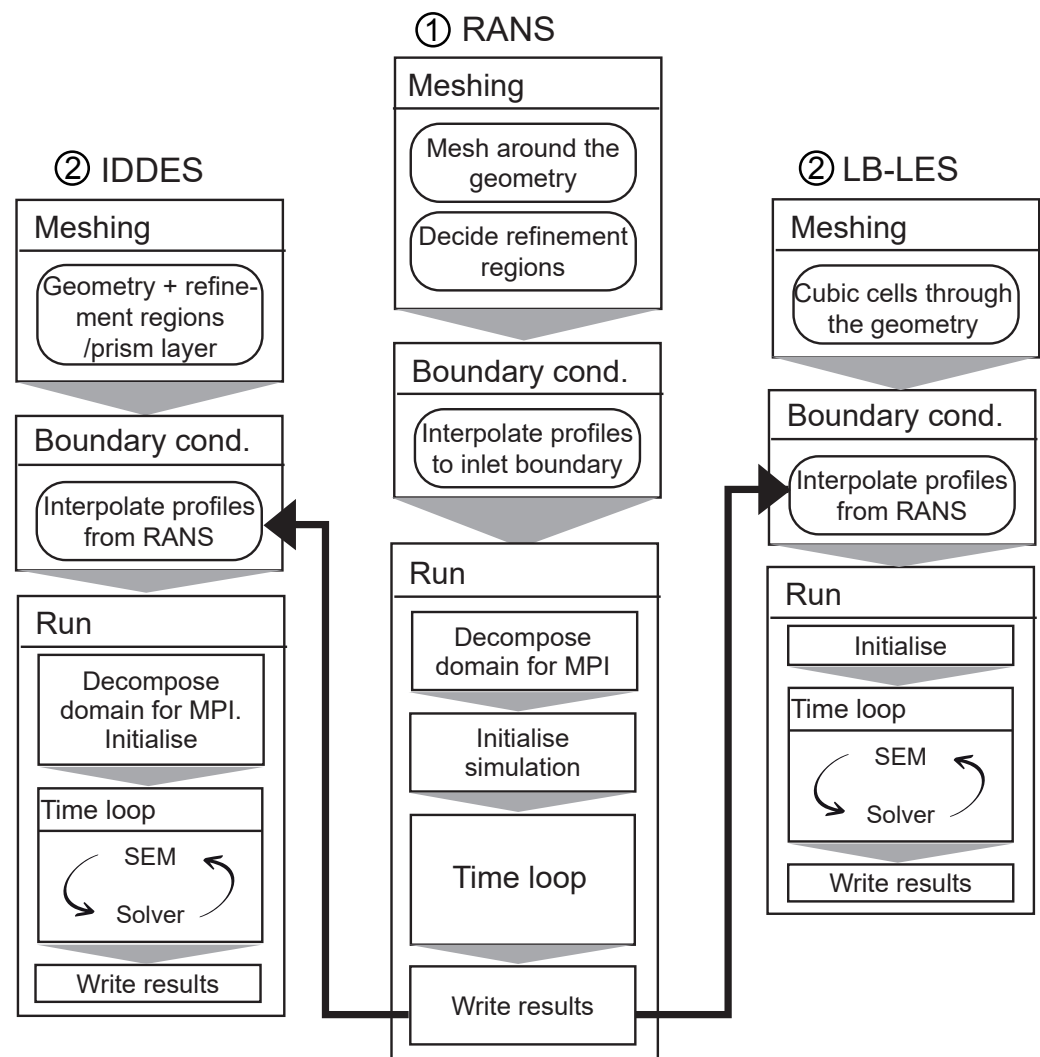 ① RANS
Meshing
Mesh around the
geometry
Decide refinement
regions
Boundary cond.
Interpolate profiles
to inlet boundary
Run
Decompose
domain for MPI
Initialise
simulation
Time loop
Write results
② IDDES
Meshing
Geometry + refine-
ment regions
/prism layer
Boundary cond.
Interpolate profiles
from RANS
Run
Decompose
domain for MPI.
Initialise
Time loop
SEM
Solver
Write results
② LB-LES
Meshing
Cubic cells through
the geometry
Boundary cond.
Interpolate profiles
from RANS
Run
Initialise
Time loop
SEM
Solver
Write results